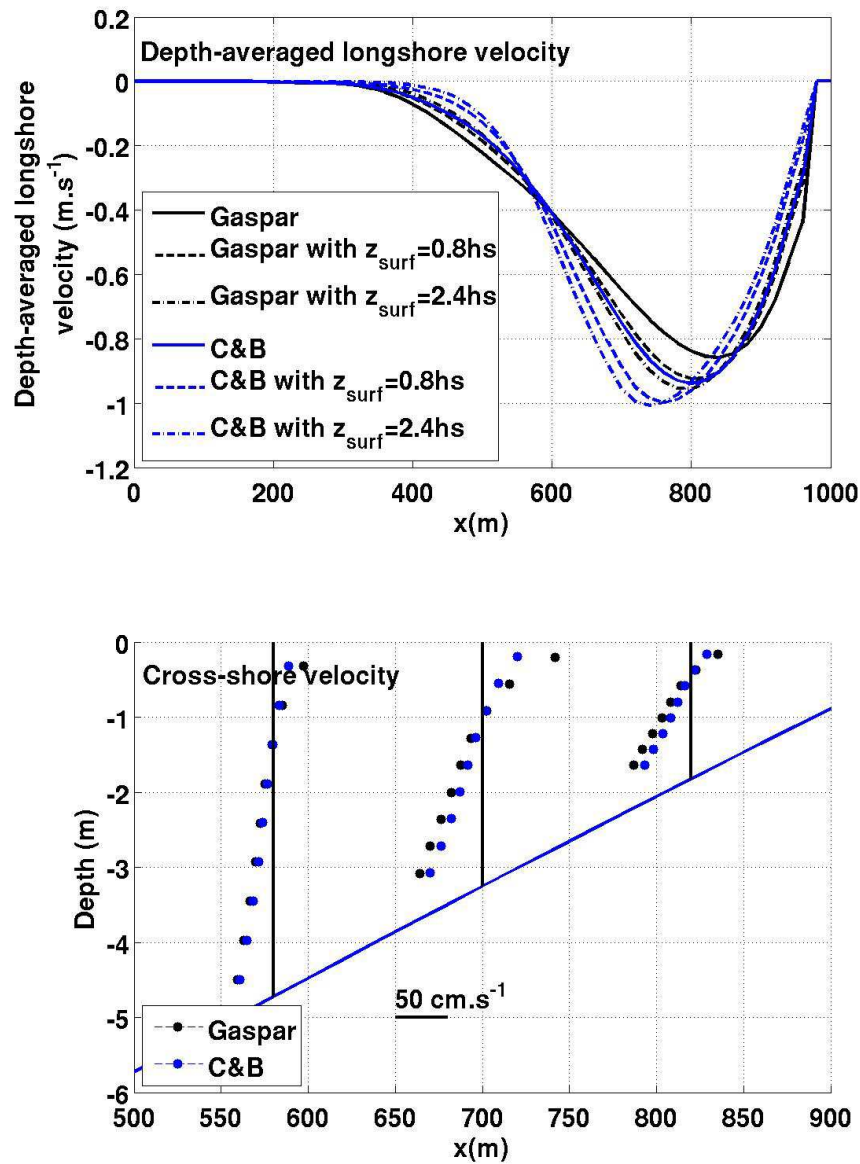 Depth-averaged longshore velocity
Depth-averaged longshore
velocity (m.s-1)
0.2
0
-0.2
-0.4
-0.6
-0.8
-1
-1.2
Gaspar
Gaspar with zsurf=0.8hs
Gaspar with zsurf=2.4hs
C&B
C&B with zsurf=0.8hs
C&B with zsurf=2.4hs
0 200 400 600 800 1000
x(m)
Cross-shore velocity
Depth (m)
0
-1
-2
-3
-4
-5
-6
50 cm.s-1
Gaspar
C&B
500 550 600 650 700 750 800 850 900
x(m)